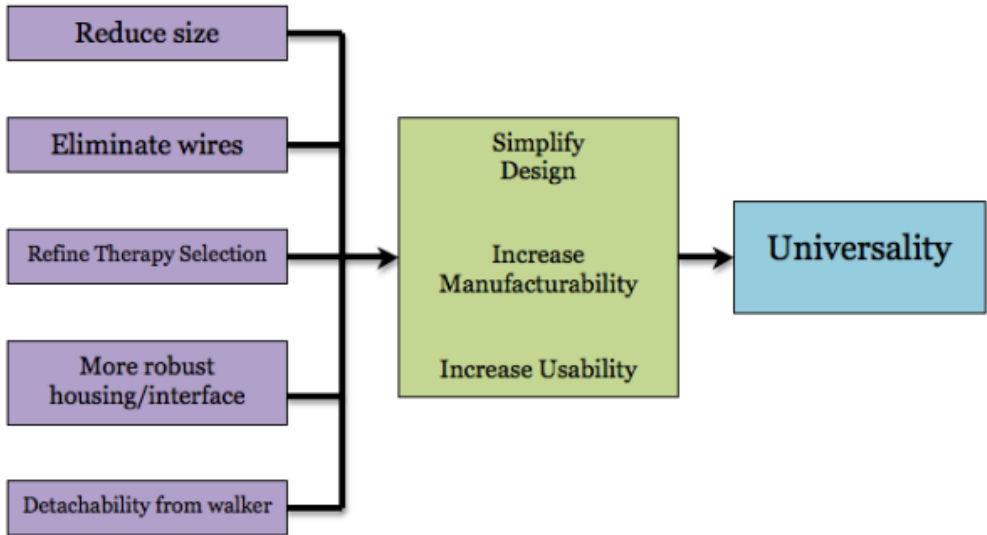 Reduce size
Eliminate wires
Refine Therapy Selection
More robust
housing/interface
Detachability from walker
Simplify
Design
Increase
Manufacturability
Increase Usability
Universality